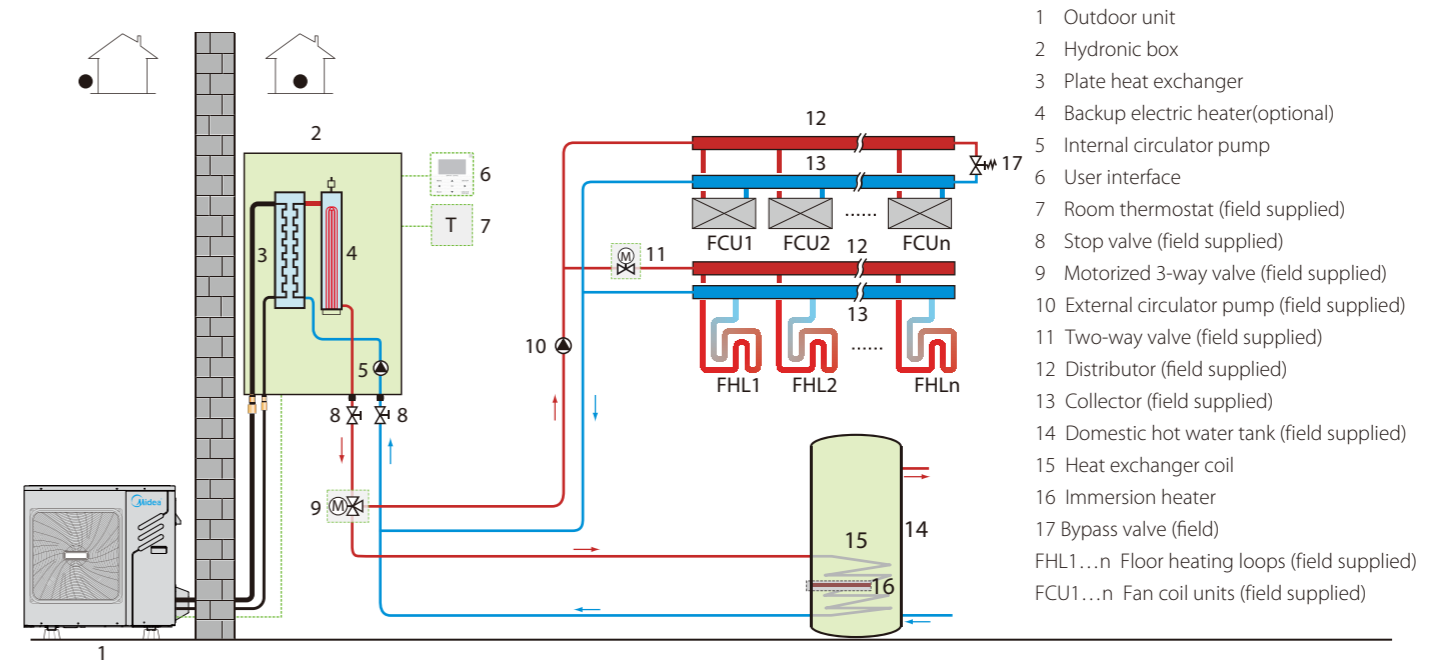 2
6
T
7
3
4
5
8
8
M
9
10
M
11
12
13
17
FCU1
FCU2
......
FCUn
12
13
......
FHL1
FHL2
FHLn
14
15
16
Midea
1
1 Outdoor unit
2 Hydronic box
3 Plate heat exchanger
4 Backup electric heater(optional)
5 Internal circulator pump
6 User interface
7 Room thermostat (field supplied)
8 Stop valve (field supplied)
9 Motorized 3-way valve (field supplied)
10 External circulator pump (field supplied)
11 Two-way valve (field supplied)
12 Distributor (field supplied)
13 Collector (field supplied)
14 Domestic hot water tank (field supplied)
15 Heat exchanger coil
16 Immersion heater
17 Bypass valve (field)
FHL1...n Floor heating loops (field supplied)
FCU1...n Fan coil units (field supplied)